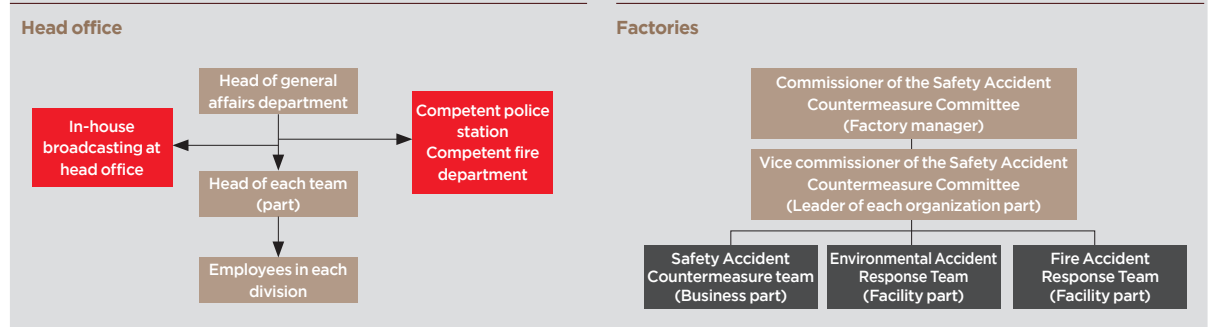 Head office
Head of general
affairs department
In-house
broadcasting at
head office
Competent police
station
Competent fire
department
Head of each team
(part)
Employees in each
division
Factories
Commissioner of the Safety Accident
Countermeasure Committee
(Factory manager)
Vice commissioner of the Safety Accident
Countermeasure Committee
(Leader of each organization part)
Safety Accident
Countermeasure team
(Business part)
Environmental Accident
Response Team
(Facility part)
Fire Accident
Response Team
(Facility part)